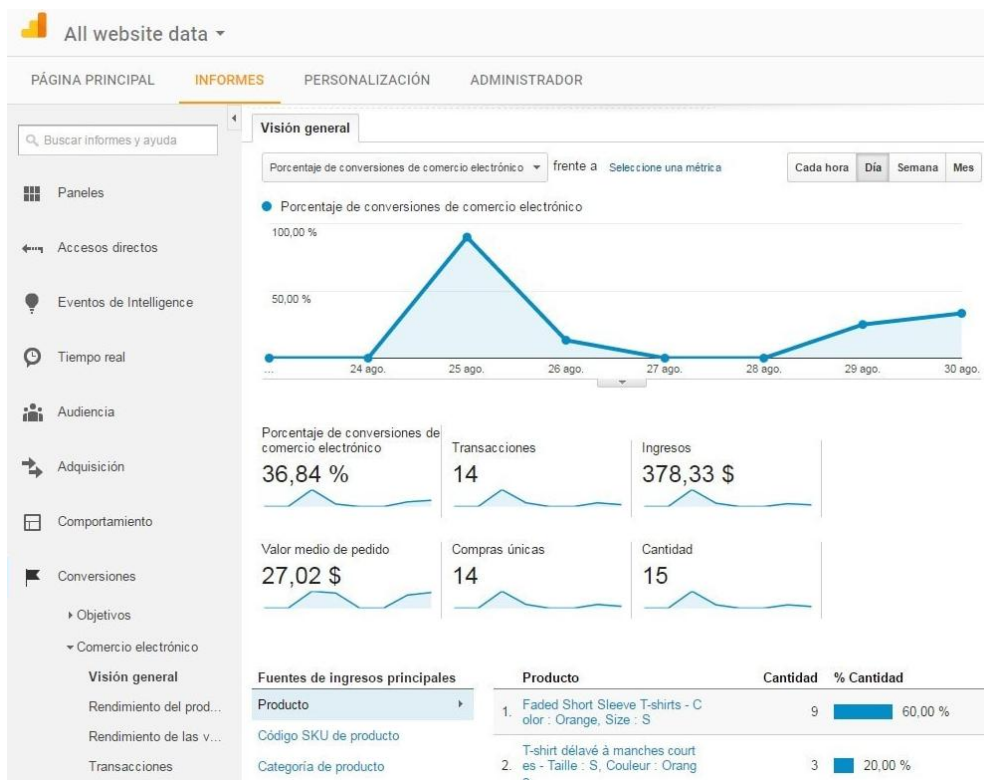 All website data
PÁGINA PRINCIPAL INFORMES PERSONALIZACIÓN ADMINISTRADOR
Buscar informes y ayuda
Paneles
Accesos directos
Eventos de Intelligence
Tiempo real
Audiencia
Adquisición
Comportamiento
Conversiones
Objetivos
Comercio electrónico
Visión general
Rendimiento del prod...
Rendimiento de las v...
Transacciones
Visión general
Porcentaje de conversiones de comercio electrónico frente a Seleccione una métrica
Cada hora Día Semana Mes
Porcentaje de conversiones de comercio electrónico
100,00 %
50,00 %
... 24 ago. 25 ago. 26 ago. 27 ago. 28 ago. 29 ago. 30 ago.
Porcentaje de conversiones de
comercio electrónico
36,84 %
Transacciones
14
Ingresos
378,33 $
Valor medio de pedido
27,02 $
Compras únicas
14
Cantidad
15
Fuentes de ingresos principales
Producto
Código SKU de producto
Categoría de producto
Producto Cantidad % Cantidad
1. Faded Short Sleeve T-shirts - C
olor : Orange, Size : S
9 60,00 %
T-shirt délavé à manches court
2. es - Taille : S, Couleur : Orang
3 20,00 %